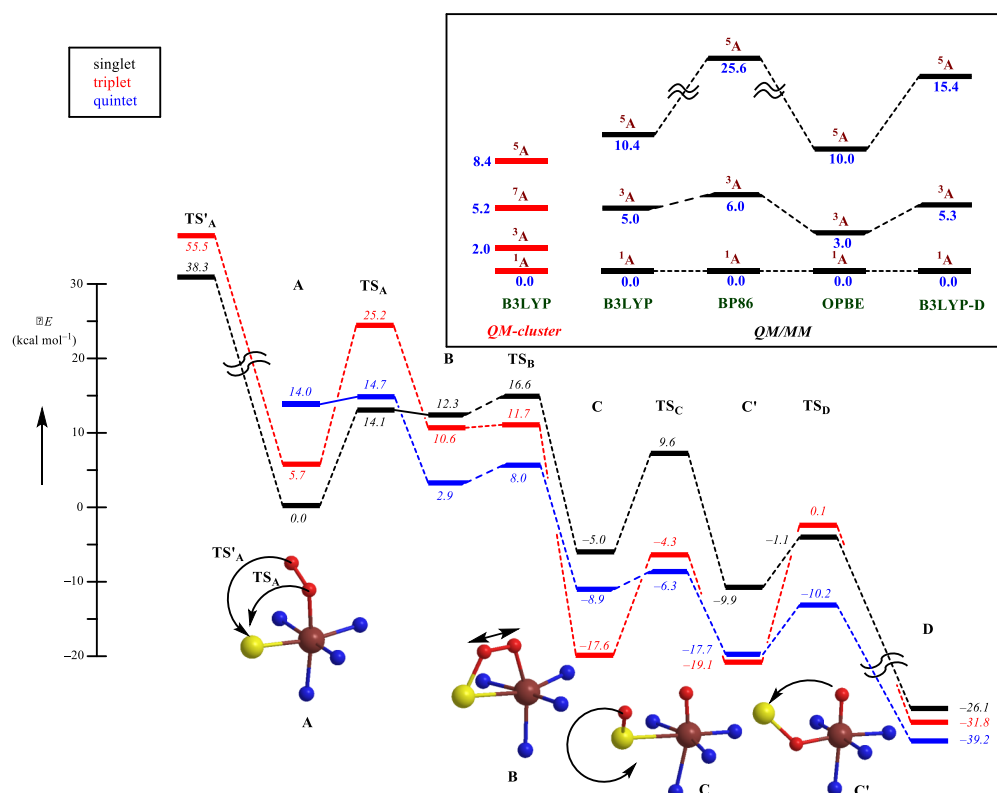 singlet
triplet
quintet
5A
25.6
5A
15.4
5A
10.4
5A
10.0
5A
8.4
7A
5.2
3A
5.0
3A
6.0
3A
3.0
3A
5.3
3A
2.0
1A
0.0
1A
0.0
1A
0.0
1A
0.0
1A
0.0
B3LYP
B3LYP
BP86
OPBE
B3LYP-D
QM-cluster
QM/MM
TS'A
55.5
38.3
A
TSA
25.2
B
TSB
C
TSC
C'
TSD
E
(kcal mol−1)
30
20
10
0
−10
−20
14.0
14.7
14.1
12.3
16.6
11.7
10.6
5.7
0.0
2.9
8.0
−5.0
9.6
−4.3
−6.3
−8.9
−17.6
−9.9
−17.7
−19.1
−1.1
0.1
−10.2
D
−26.1
−31.8
−39.2
TS'A
TSA
A
B
C
C'